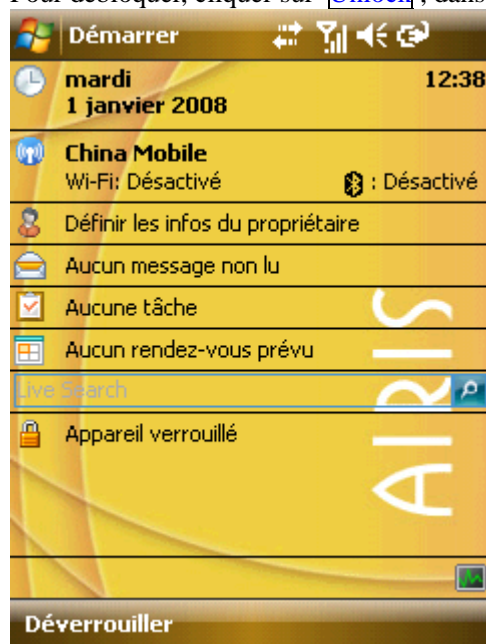 Pour débloquer, cliquer sur Unlock, dans
Démarrer
mardi
12:38
1 janvier 2008
China Mobile
Wi-Fi: Désactivé
: Désactivé
Définir les infos du propriétaire
Aucun message non lu
Aucune tâche
Aucun rendez-vous prévu
Live Search
Appareil verrouillé
AIRIS
Déverrouiller